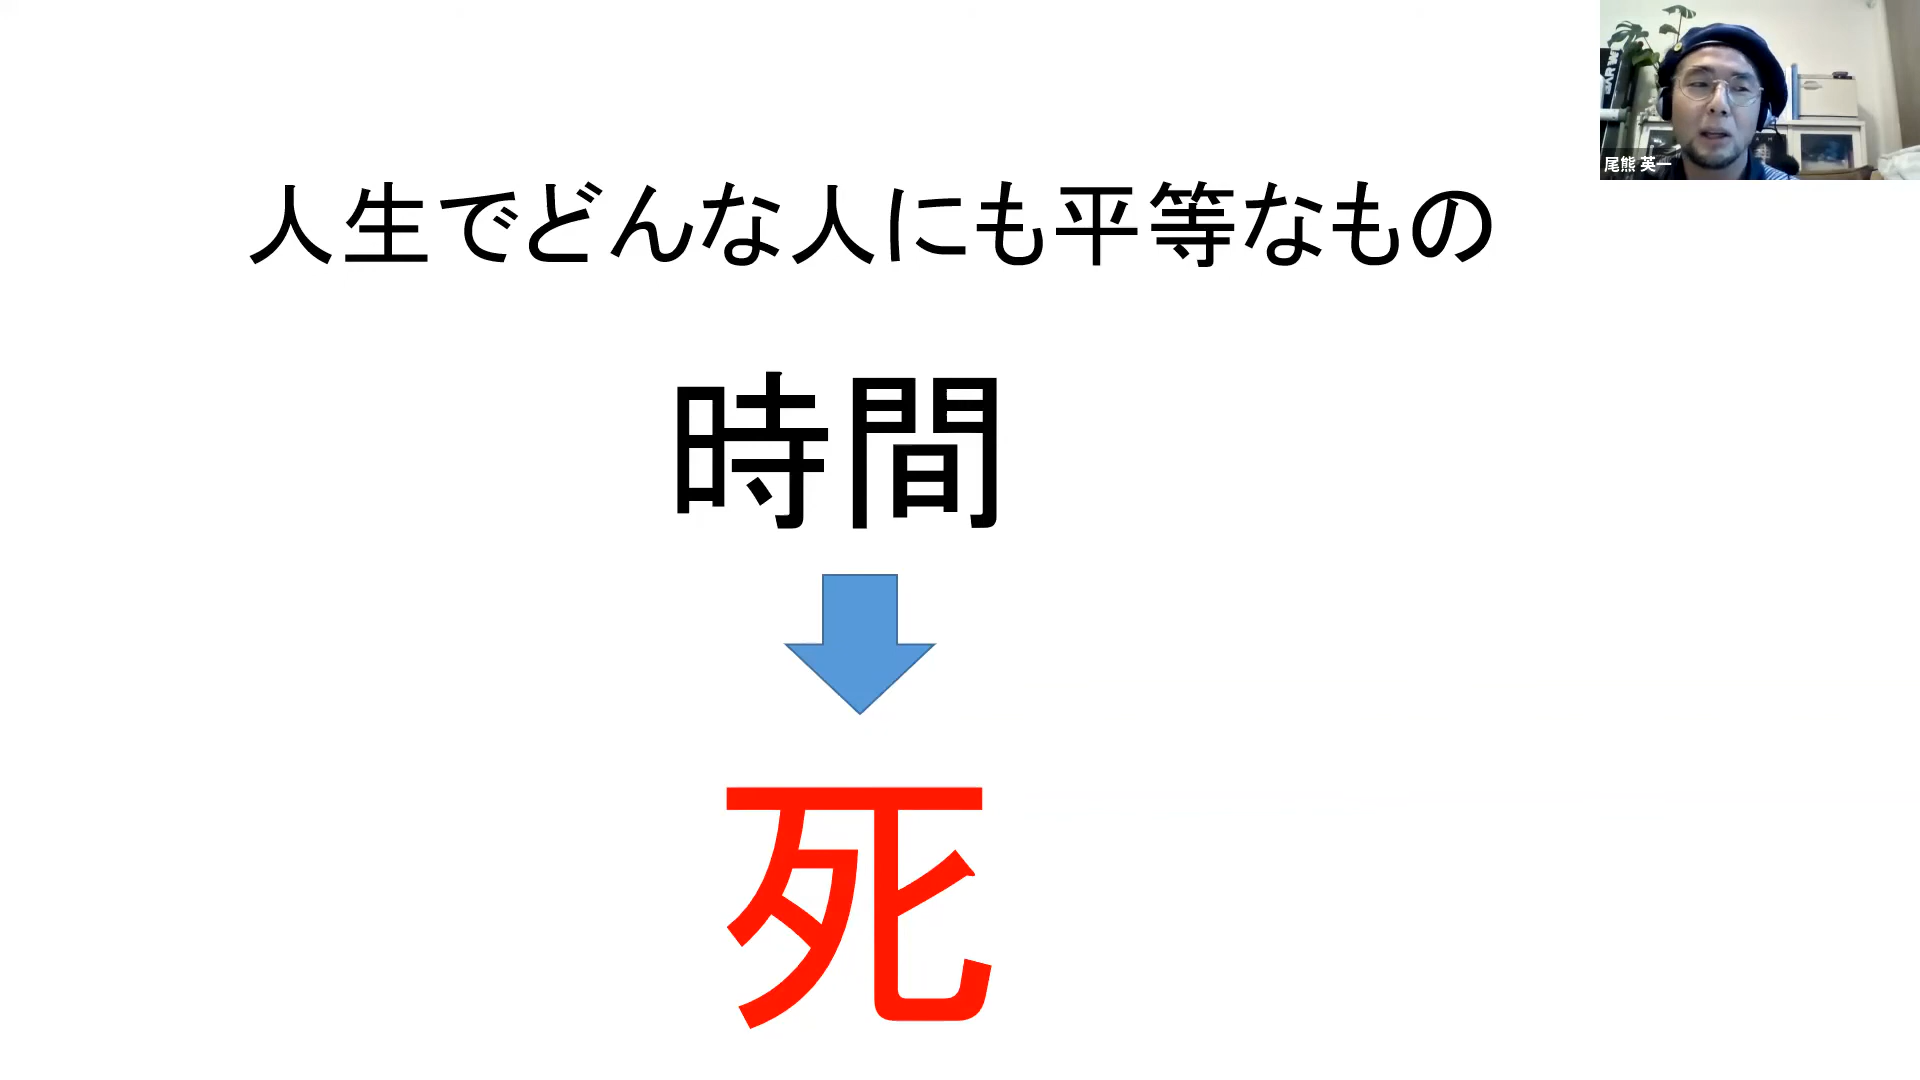 人生でどんな人にも平等なもの
時間
死
尾熊 英一